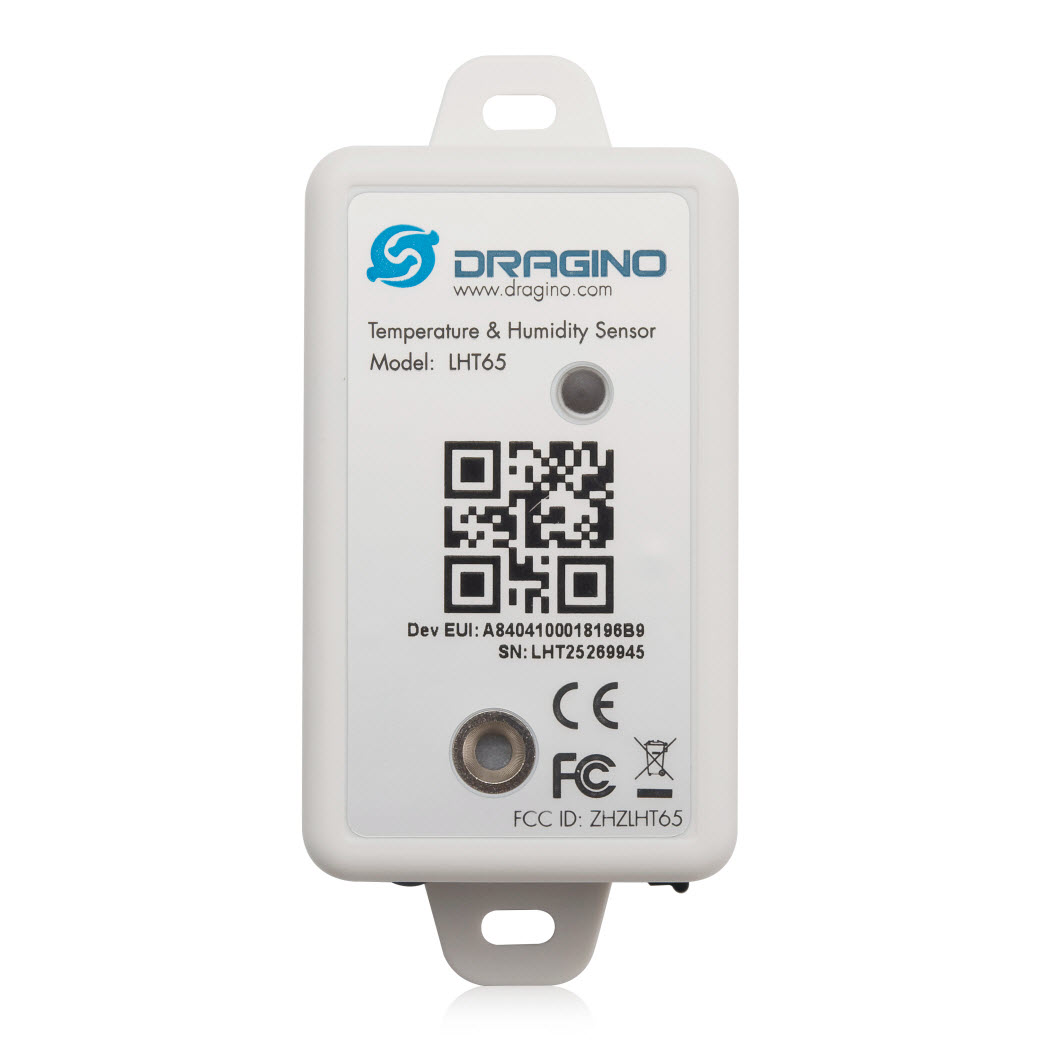 DRAGINO
www.dragino.com
Temperature & Humidity Sensor
Model: LHT65
Dev EUI: A8404100018196B9
SN: LHT25269945
CE
FC
FCC ID: ZHZLHT65